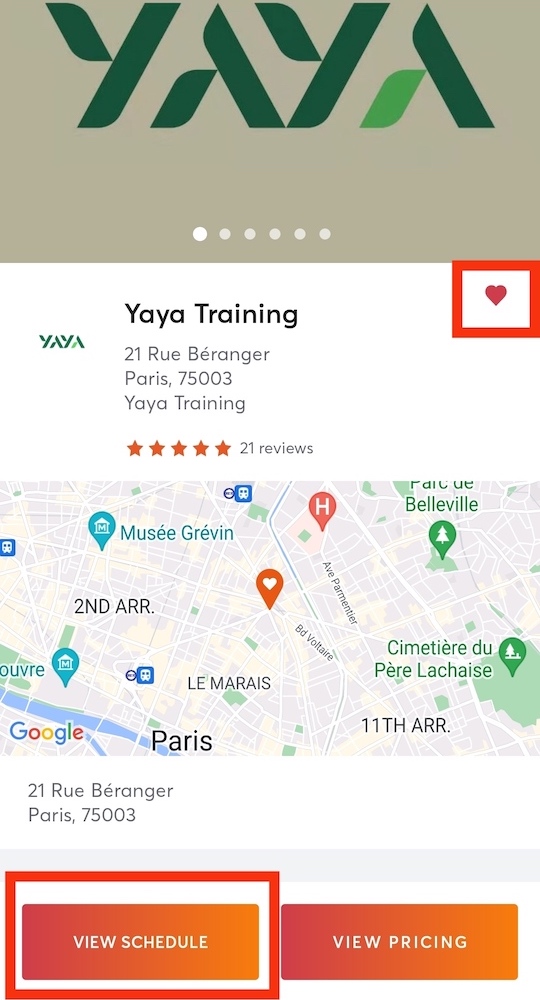 YAYA
Yaya Training
YAYA
21 Rue Béranger
Paris, 75003
Yaya Training
21 reviews
Parc de
Belleville
H
M
Musée Grévin
Ave Parmentier
2ND ARR.
Bd Voltaire
Cimetière du
Père Lachaise
ouvre
M
LE MARAIS
11TH ARR.
Google
Paris
21 Rue Béranger
Paris, 75003
VIEW SCHEDULE
VIEW PRICING